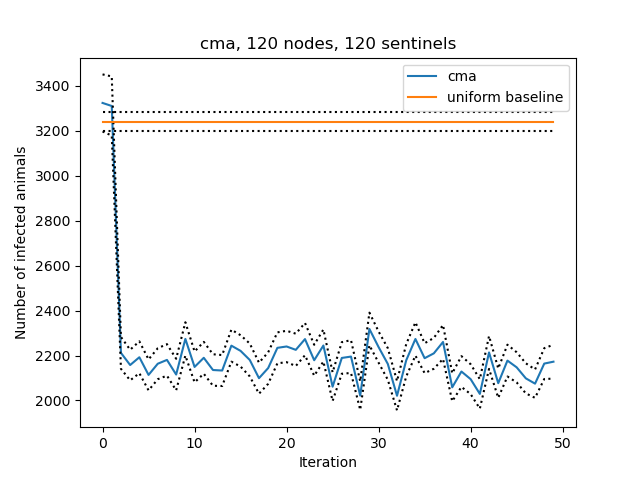 cma, 120 nodes, 120 sentinels
cma
uniform baseline
Number of infected animals
3400
3200
3000
2800
2600
2400
2200
2000
0 10 20 30 40 50
Iteration